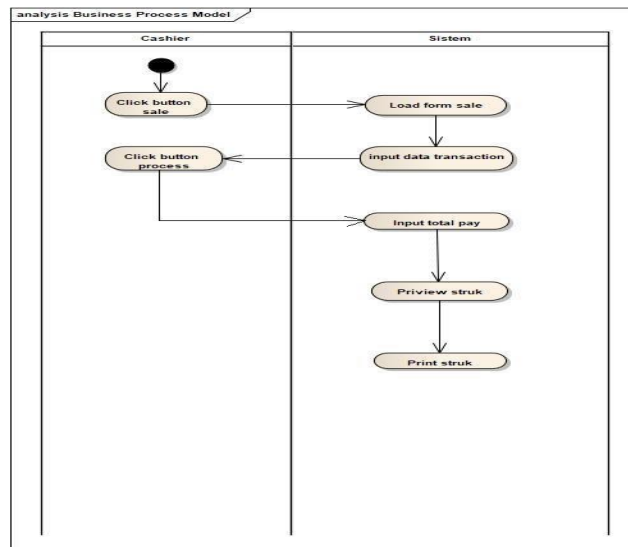 analysis Business Process Model
Cashier
Sistem
Click button
sale
Load form sale
input data transaction
Click button
process
Input total pay
Priview struk
Print struk